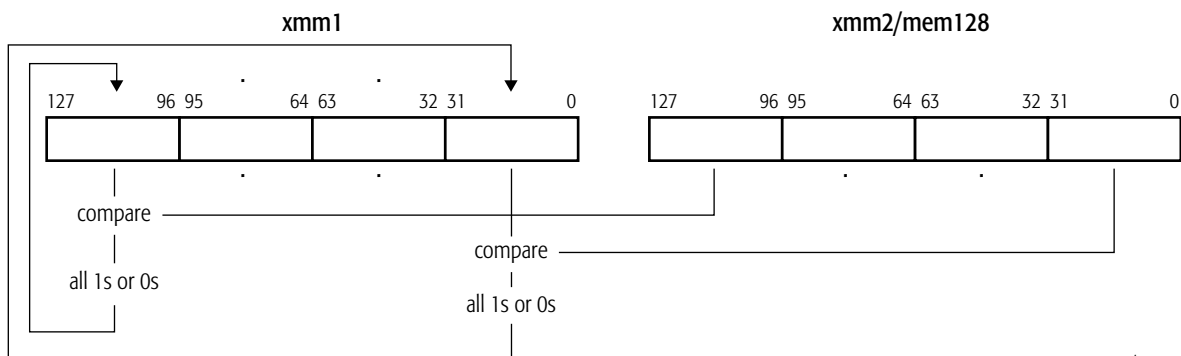 xmm1 xmm2/mem128
127 96 95 64 63 32 31 0 127 96 95 64 63 32 31 0
compare
compare
all 1s or 0s
all 1s or 0s